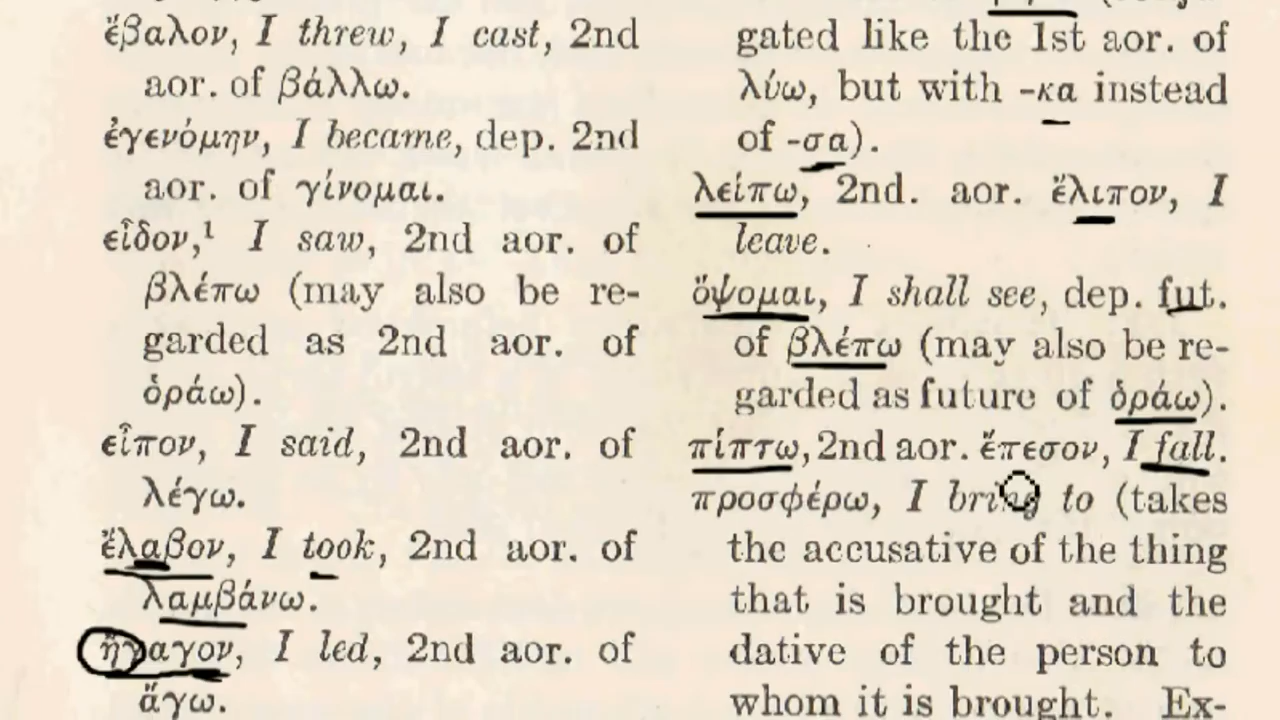 ἔβαλον, I threw, I cast, 2nd
aor. of βάλλω.
ἐγενόμην, I became, dep. 2nd
aor. of γίνομαι.
εἶδον,¹ I saw, 2nd aor. of
βλέπω (may also be re-
garded as 2nd aor. of
ὁράω).
εἶπον, I said, 2nd aor. of
λέγω.
ἔλαβον, I took, 2nd aor. of
λαμβάνω.
ἤγαγον, I led, 2nd aor. of
ἄγω.
gated like the 1st aor. of
λύω, but with -κα instead
of -σα).
λείπω, 2nd. aor. ἔλιπον, I
leave.
ὄψομαι, I shall see, dep. fut.
of βλέπω (may also be re-
garded as future of ὁράω).
πίπτω, 2nd aor. ἔπεσον, I fall.
προσφέρω, I bring to (takes
the accusative of the thing
that is brought and the
dative of the person to
whom it is brought. Ex-